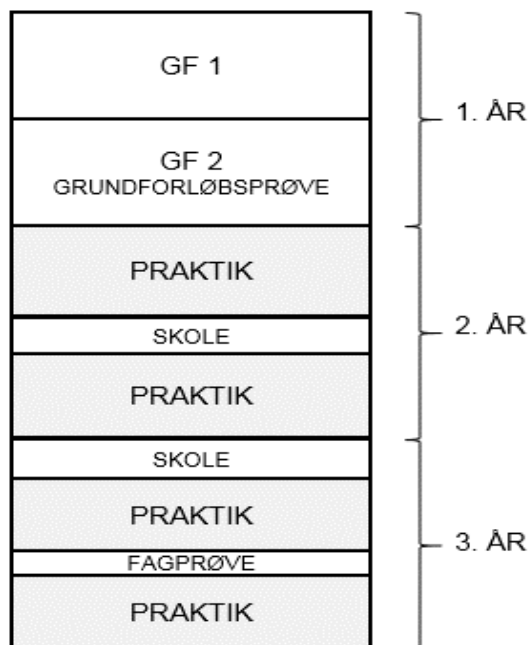 GF 1
1. ÅR
GF 2
GRUNDFORLØBSPRØVE
PRAKTIK
SKOLE
2. ÅR
PRAKTIK
SKOLE
PRAKTIK
3. ÅR
FAGPRØVE
PRAKTIK